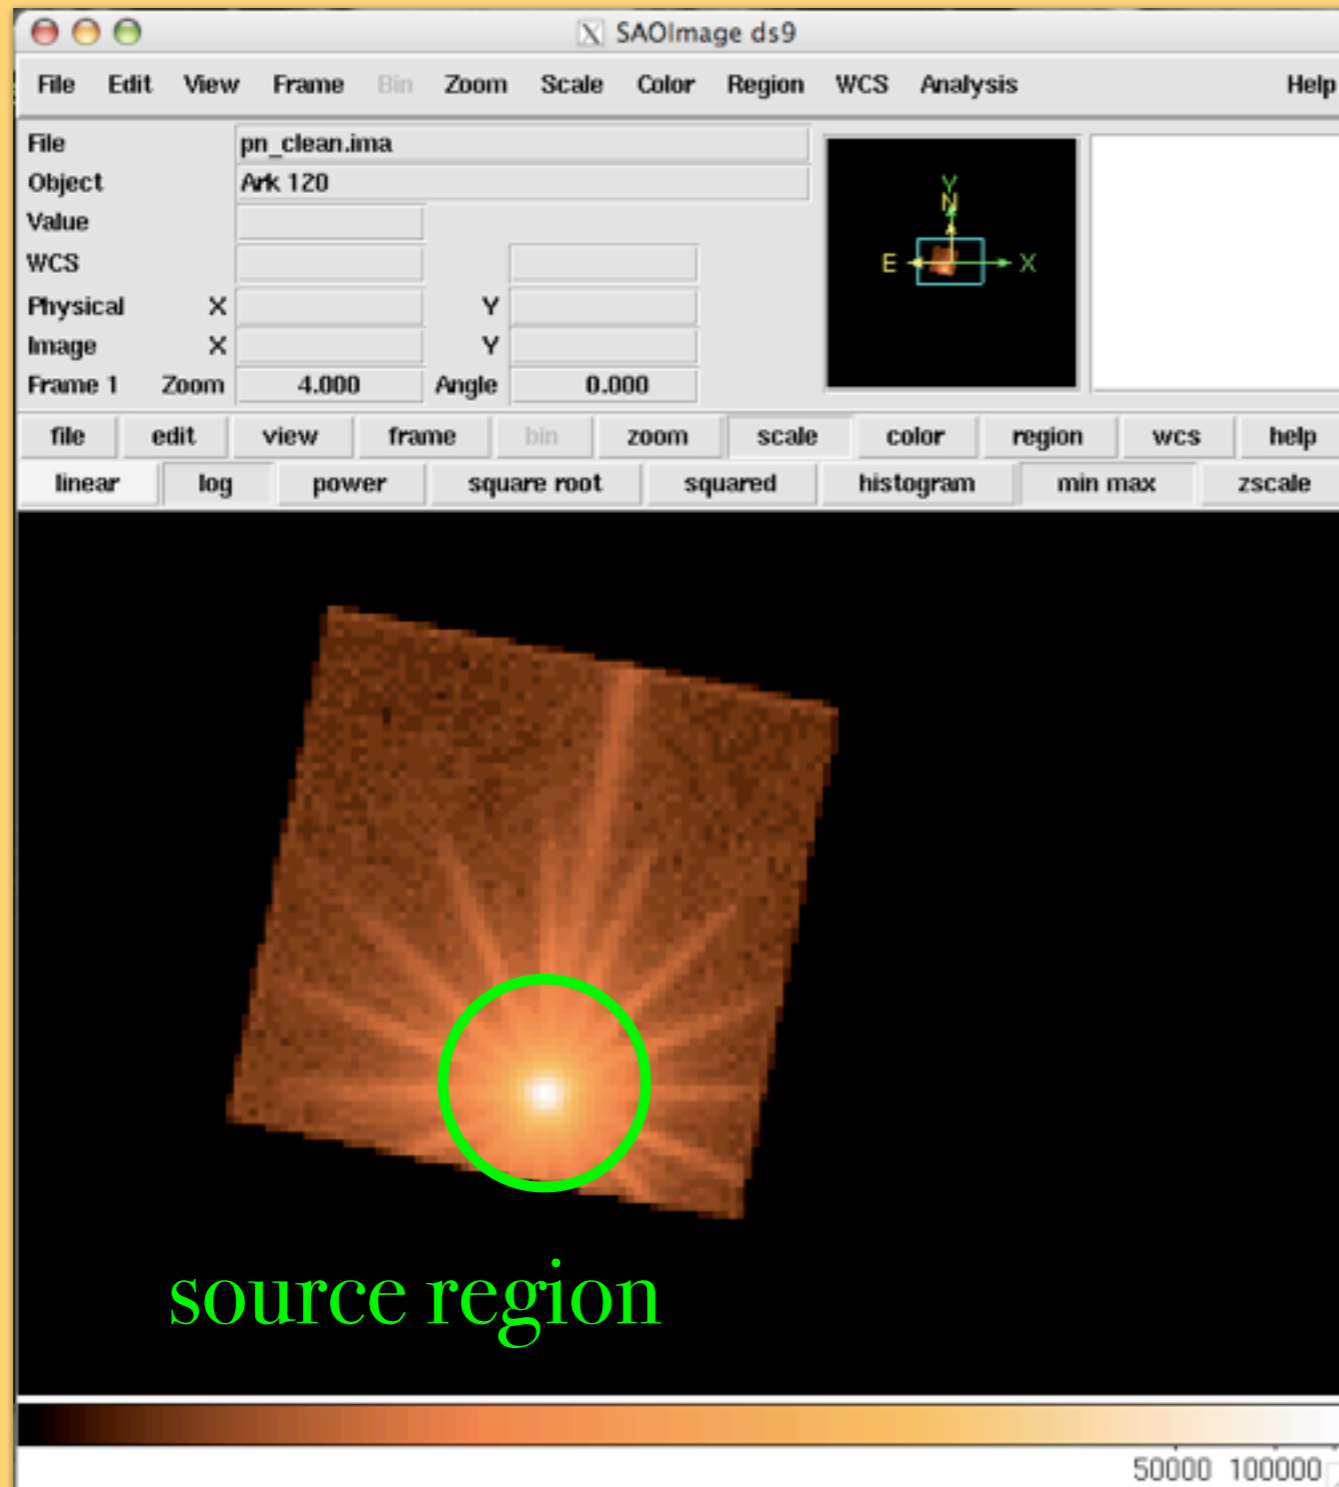 X SAOImage ds9
File Edit View Frame Bin Zoom Scale Color Region WCS Analysis Help
File pn_clean.ima
Object Ark 120
Value
WCS
Physical X Y
Image X Y
Frame 1 Zoom 4.000 Angle 0.000
Y
N
E X
file edit view frame bin zoom scale color region wcs help
linear log power square root squared histogram min max zscale
source region
50000 100000